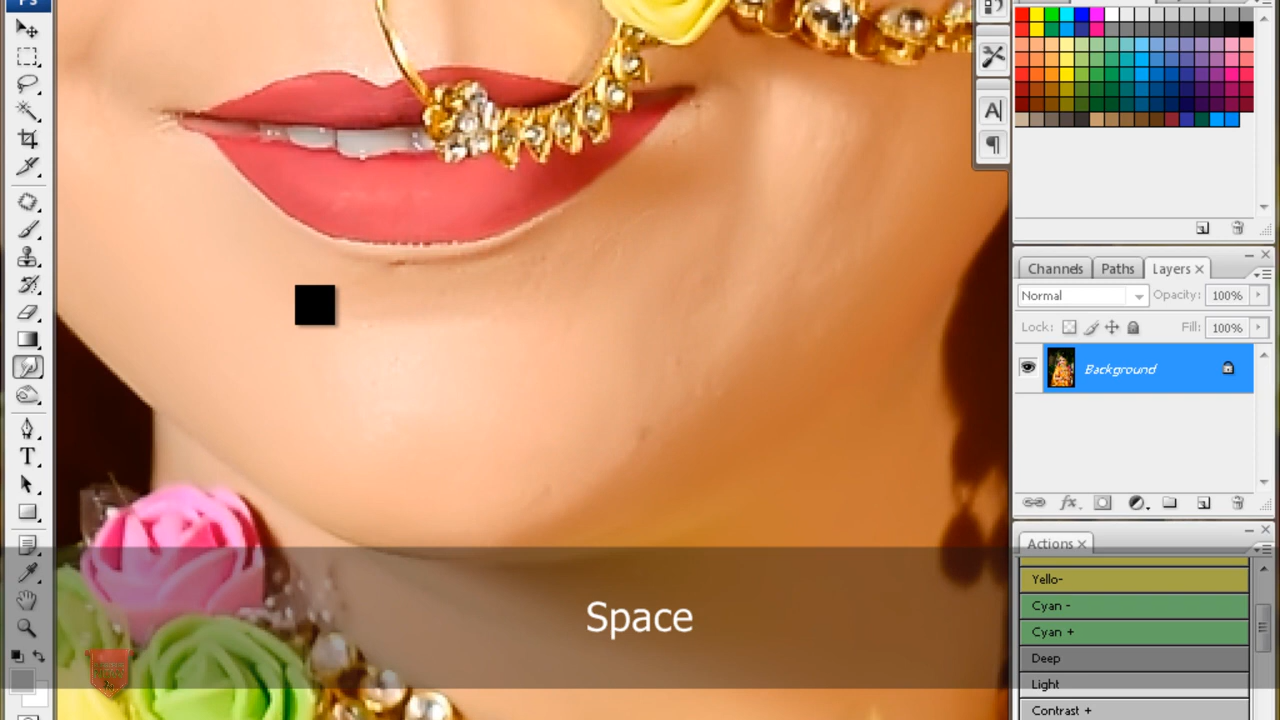 Ps
T
A
Channels
Paths
Layers
Normal
Opacity: 100%
Lock:
Fill: 100%
Background
fx
Actions
Yello-
Cyan -
Cyan +
Deep
Light
Contrast +
Space